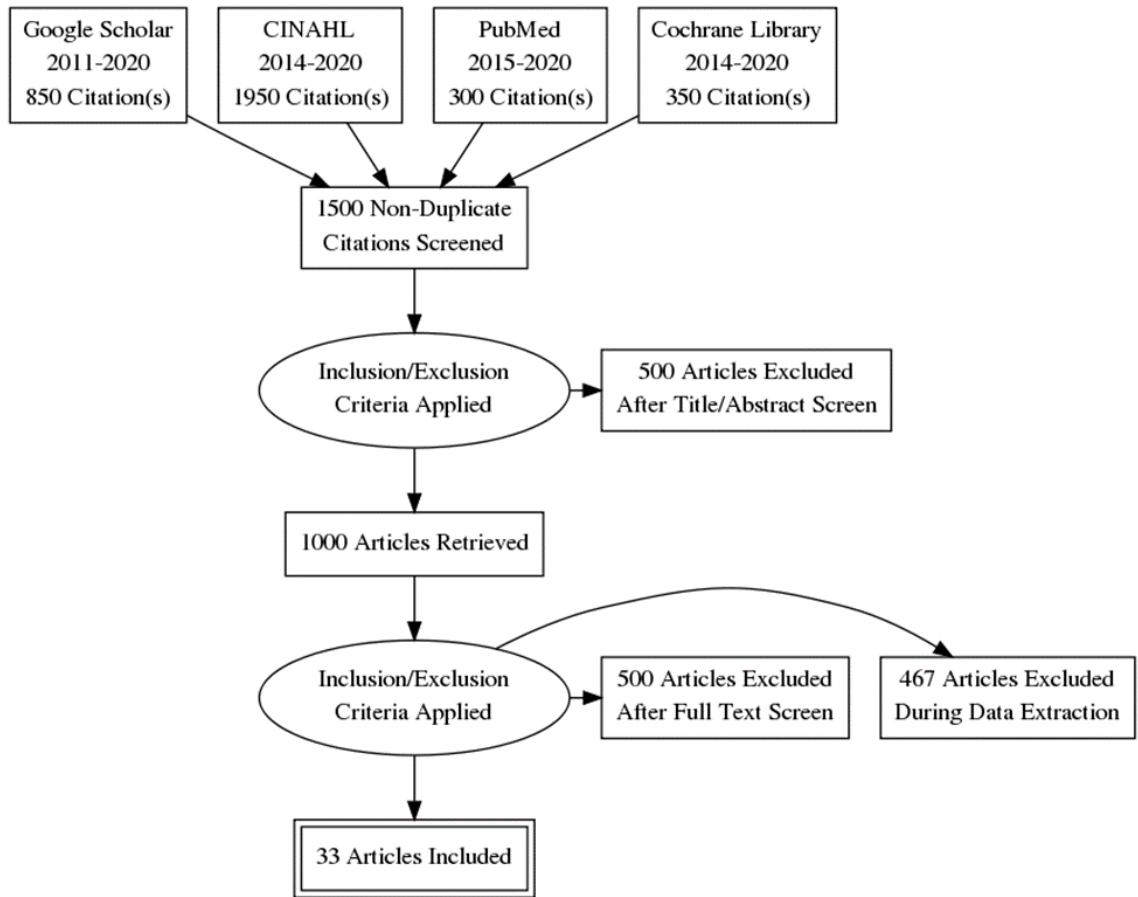 Google Scholar
2011-2020
850 Citation(s)
CINAHL
2014-2020
1950 Citation(s)
PubMed
2015-2020
300 Citation(s)
Cochrane Library
2014-2020
350 Citation(s)
1500 Non-Duplicate
Citations Screened
Inclusion/Exclusion
Criteria Applied
500 Articles Excluded
After Title/Abstract Screen
1000 Articles Retrieved
Inclusion/Exclusion
Criteria Applied
500 Articles Excluded
After Full Text Screen
467 Articles Excluded
During Data Extraction
33 Articles Included